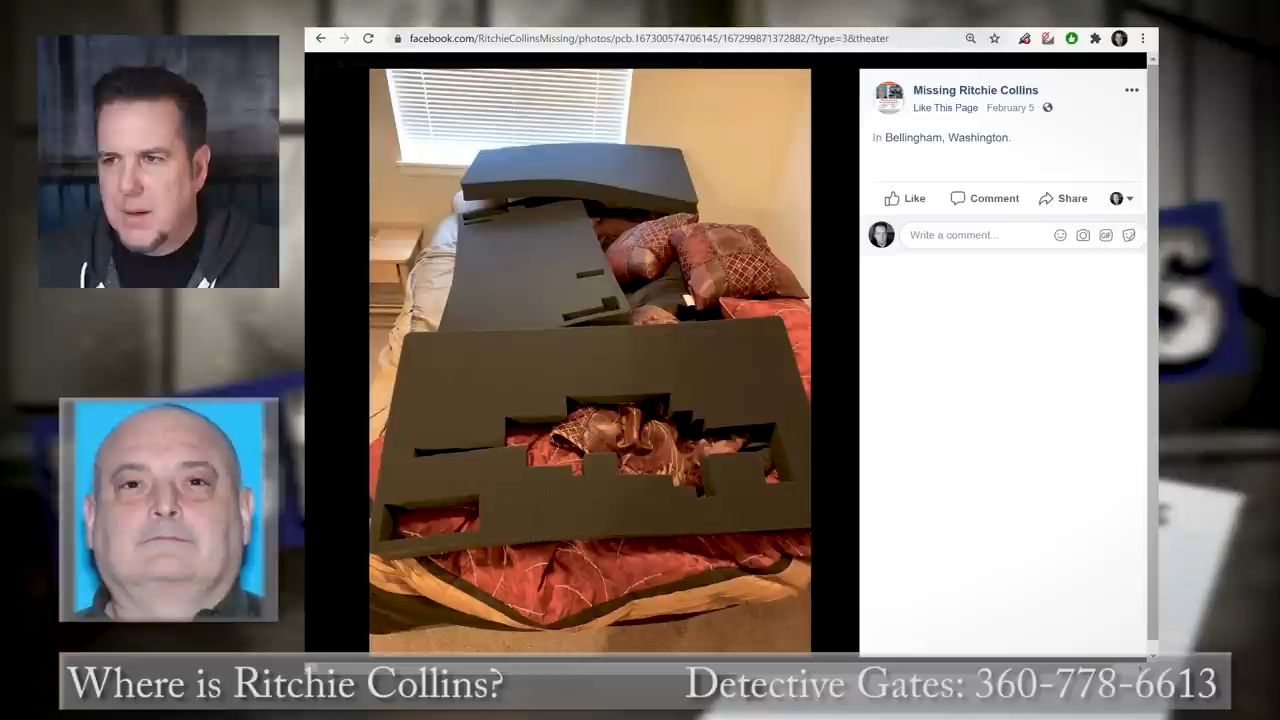 facebook.com/RitchieCollinsMissing/photos/pcb.167300574706145/167299871372882/?type=3&theater
Missing Ritchie Collins
Like This Page February 5
In Bellingham, Washington.
Like Comment Share
Write a comment...
GIF
Where is Ritchie Collins? Detective Gates: 360-778-6613